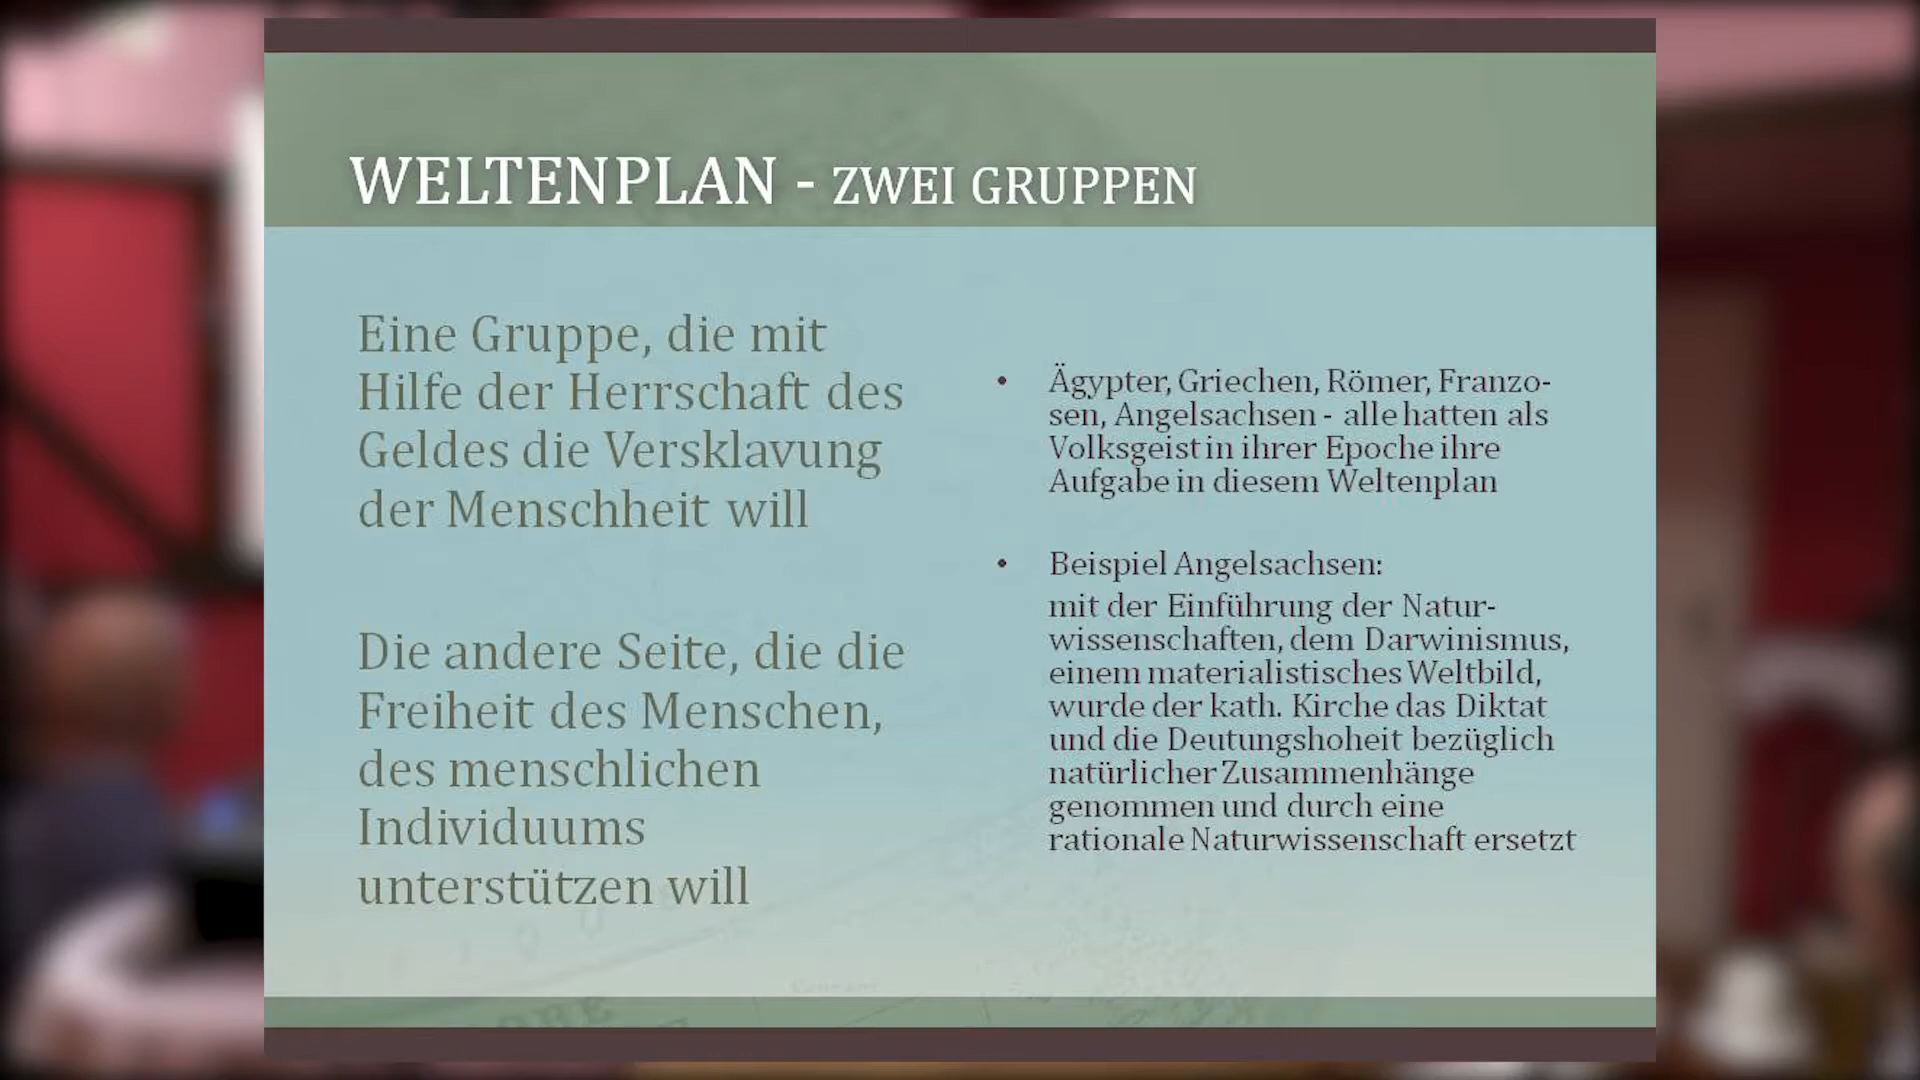 WELTENPLAN - ZWEI GRUPPEN
Eine Gruppe, die mit
Hilfe der Herrschaft des
Geldes die Versklavung
der Menschheit will
Die andere Seite, die die
Freiheit des Menschen,
des menschlichen
Individuums
unterstützen will
• Ägypter, Griechen, Römer, Franzo-
sen, Angelsachsen - alle hatten als
Volksgeist in ihrer Epoche ihre
Aufgabe in diesem Weltenplan
• Beispiel Angelsachsen:
mit der Einführung der Natur-
wissenschaften, dem Darwinismus,
einem materialistisches Weltbild,
wurde der kath. Kirche das Diktat
und die Deutungshoheit bezüglich
natürlicher Zusammenhänge
genommen und durch eine
rationale Naturwissenschaft ersetzt